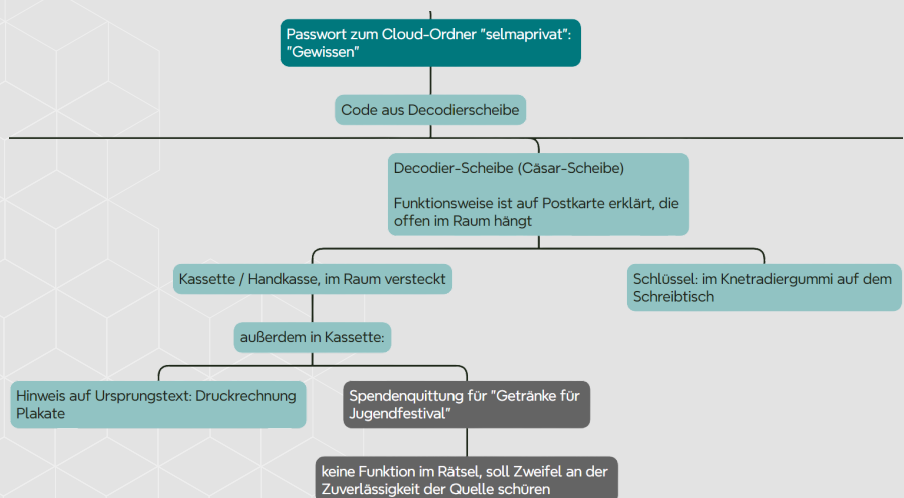 Passwort zum Cloud-Ordner "selmaprivat":
"Gewissen"
Code aus Decodierscheibe
Decodier-Scheibe (Cäsar-Scheibe)
Funktionsweise ist auf Postkarte erklärt, die
offen im Raum hängt
Kassette / Handkasse, im Raum versteckt
Schlüssel: im Knetradiergummi auf dem
Schreibtisch
außerdem in Kassette:
Hinweis auf Ursprungstext: Druckrechnung
Plakate
Spendenquittung für "Getränke für
Jugendfestival"
keine Funktion im Rätsel, soll Zweifel an der
Zuverlässigkeit der Quelle schüren